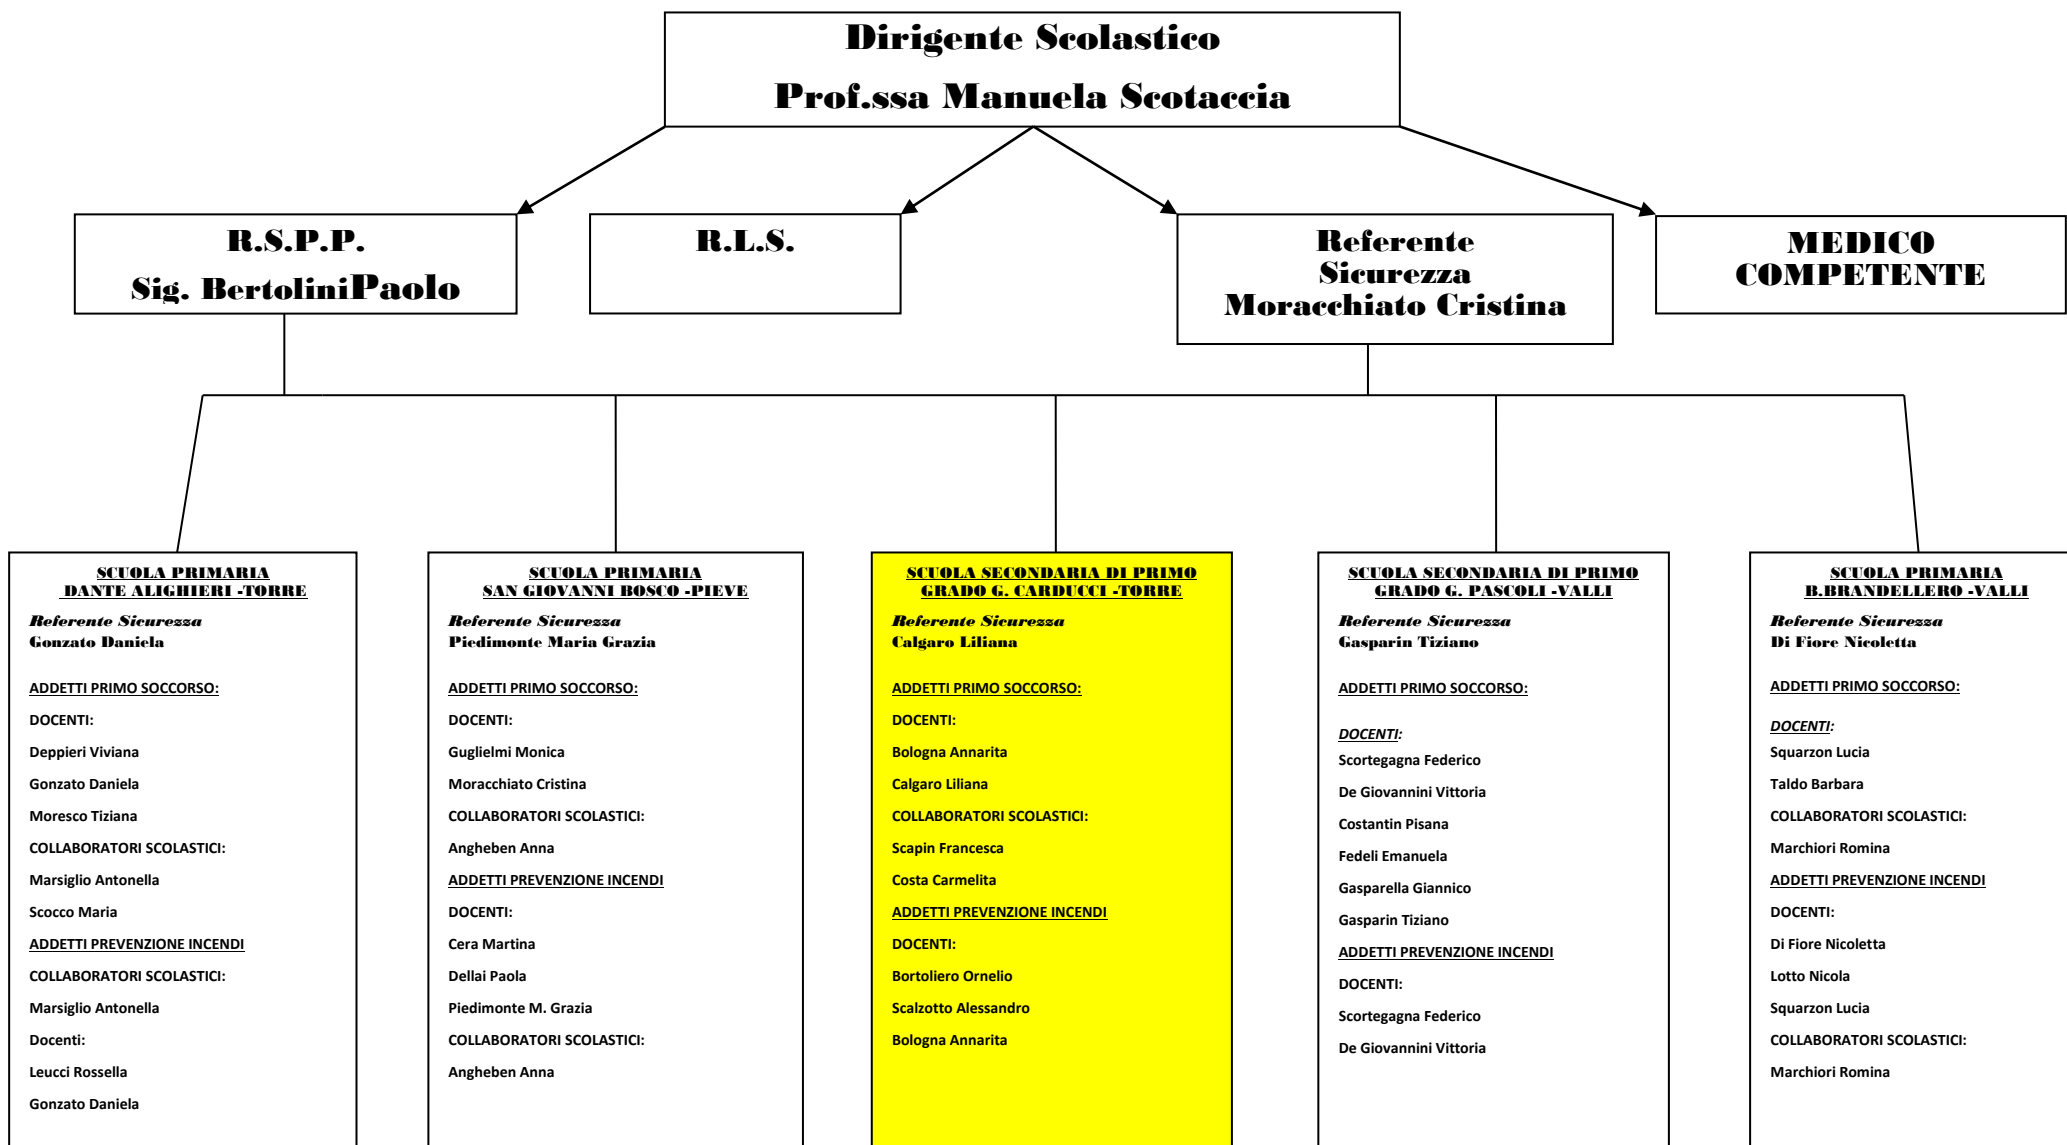 Dirigente Scolastico
Prof.ssa Manuela Scotaccia
R.S.P.P.
Sig. BertoliniPaolo
R.L.S.
Referente
Sicurezza
Moracchiato Cristina
MEDICO
COMPETENTE
SCUOLA PRIMARIA
DANTE ALIGHIERI -TORRE
Referente Sicurezza
Gonzato Daniela
ADDETTI PRIMO SOCCORSO:
DOCENTI:
Deppieri Viviana
Gonzato Daniela
Moresco Tiziana
COLLABORATORI SCOLASTICI:
Marsiglio Antonella
Scocco Maria
ADDETTI PREVENZIONE INCENDI
COLLABORATORI SCOLASTICI:
Marsiglio Antonella
Docenti:
Leucci Rossella
Gonzato Daniela
SCUOLA PRIMARIA
SAN GIOVANNI BOSCO -PIEVE
Referente Sicurezza
Piedimonte Maria Grazia
ADDETTI PRIMO SOCCORSO:
DOCENTI:
Guglielmi Monica
Moracchiato Cristina
COLLABORATORI SCOLASTICI:
Angheben Anna
ADDETTI PREVENZIONE INCENDI
DOCENTI:
Cera Martina
Dellai Paola
Piedimonte M. Grazia
COLLABORATORI SCOLASTICI:
Angheben Anna
SCUOLA SECONDARIA DI PRIMO
GRADO G. CARDUCCI -TORRE
Referente Sicurezza
Calgaro Liliana
ADDETTI PRIMO SOCCORSO:
DOCENTI:
Bologna Annarita
Calgaro Liliana
COLLABORATORI SCOLASTICI:
Scapin Francesca
Costa Carmelita
ADDETTI PREVENZIONE INCENDI
DOCENTI:
Bortoliero Ornelio
Scalzotto Alessandro
Bologna Annarita
SCUOLA SECONDARIA DI PRIMO
GRADO G. PASCOLI -VALLI
Referente Sicurezza
Gasparin Tiziano
ADDETTI PRIMO SOCCORSO:
DOCENTI:
Scortegagna Federico
De Giovannini Vittoria
Costantin Pisana
Fedeli Emanuela
Gasparella Giannico
Gasparin Tiziano
ADDETTI PREVENZIONE INCENDI
DOCENTI:
Scortegagna Federico
De Giovannini Vittoria
SCUOLA PRIMARIA
B.BRANDELLERO -VALLI
Referente Sicurezza
Di Fiore Nicoletta
ADDETTI PRIMO SOCCORSO:
DOCENTI:
Squarzon Lucia
Taldo Barbara
COLLABORATORI SCOLASTICI:
Marchiori Romina
ADDETTI PREVENZIONE INCENDI
DOCENTI:
Di Fiore Nicoletta
Lotto Nicola
Squarzon Lucia
COLLABORATORI SCOLASTICI:
Marchiori Romina